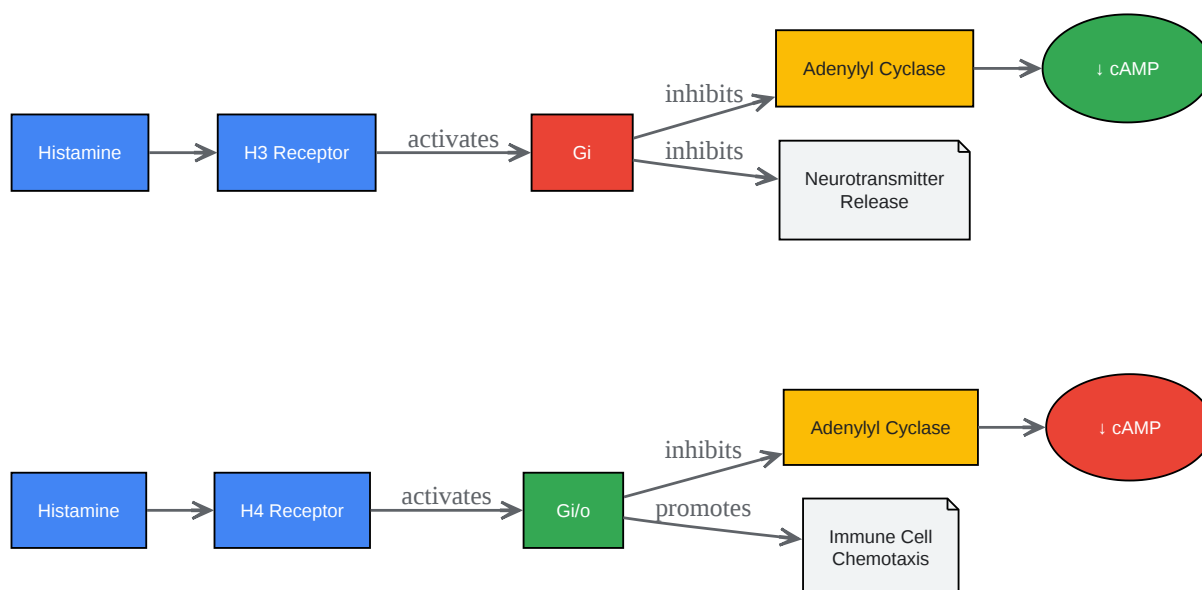 Histamine
H3 Receptor
activates
Gi
inhibits
Adenylyl Cyclase
↓ cAMP
inhibits
Neurotransmitter
Release
Histamine
H4 Receptor
activates
Gi/o
inhibits
Adenylyl Cyclase
↓ cAMP
promotes
Immune Cell
Chemotaxis